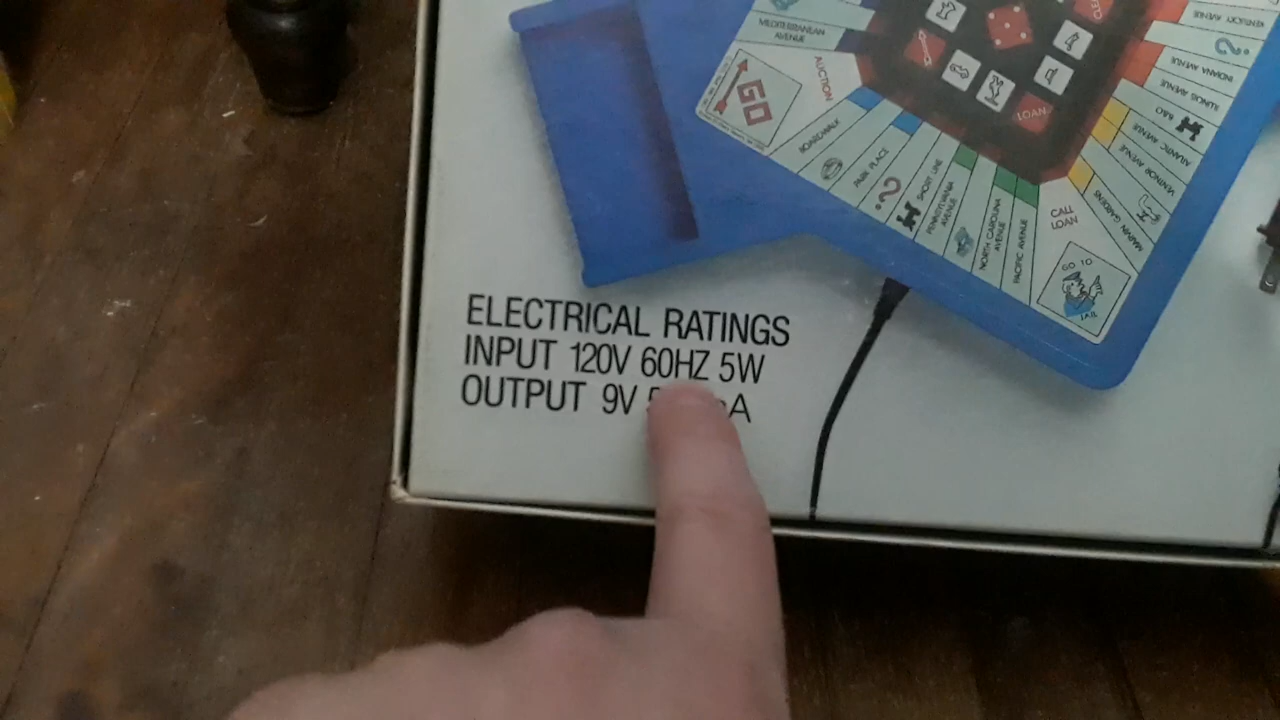 MEDITERRANEAN
AVENUE
AUCTION
GO
BOARDWALK
PARK PLACE
SHORT LINE
PENNSYLVANIA
AVENUE
NORTH CAROLINA
AVENUE
PACIFIC AVENUE
CALL
LOAN
GO TO
JAIL
MARVIN GARDENS
VENTNOR AVENUE
ATLANTIC AVENUE
B&O
ILLINOIS AVENUE
INDIANA AVENUE
KENTUCKY AVENUE
LOAN
ELECTRICAL RATINGS
INPUT 120V 60HZ 5W
OUTPUT 9V